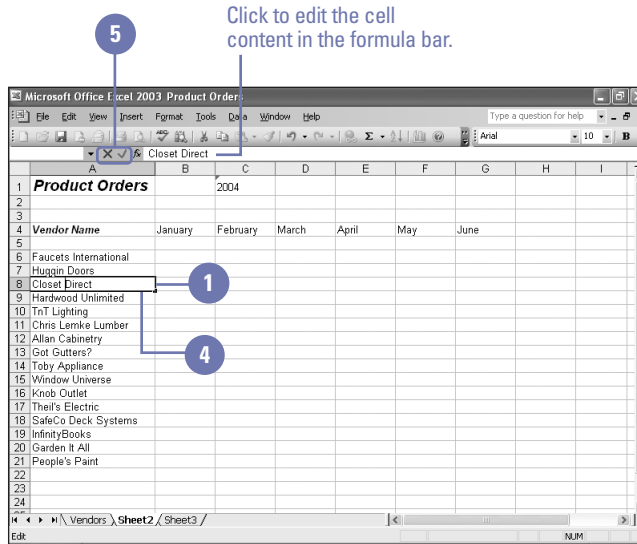 Click to edit the cell
content in the formula bar.
5
Microsoft Office Excel 2003 Product Orders
File Edit View Insert Format Tools Data Window Help Type a question for help
Arial 10 B
Closet Direct
A B C D E F G H I
1 Product Orders 2004
2
3
4 Vendor Name January February March April May June
5
6 Faucets International
7 Huggin Doors
8 Closet Direct 1
9 Hardwood Unlimited
10 TnT Lighting
11 Chris Lemke Lumber
12 Allan Cabinetry
4
13 Got Gutters?
14 Toby Appliance
15 Window Universe
16 Knob Outlet
17 Theil's Electric
18 SafeCo Deck Systems
19 InfinityBooks
20 Garden It All
21 People's Paint
22
23
24
Vendors Sheet2 Sheet3
Edit NUM